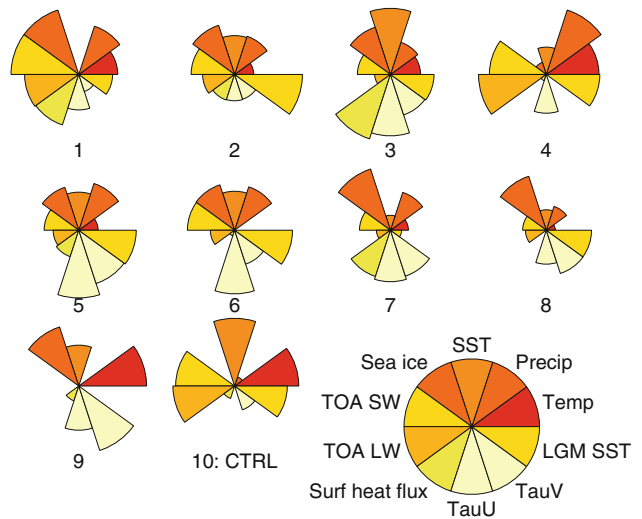 1
2
3
4
5
6
7
8
9
10: CTRL
SST
Sea ice
Precip
TOA SW
Temp
TOA LW
LGM SST
Surf heat flux
TauV
TauU